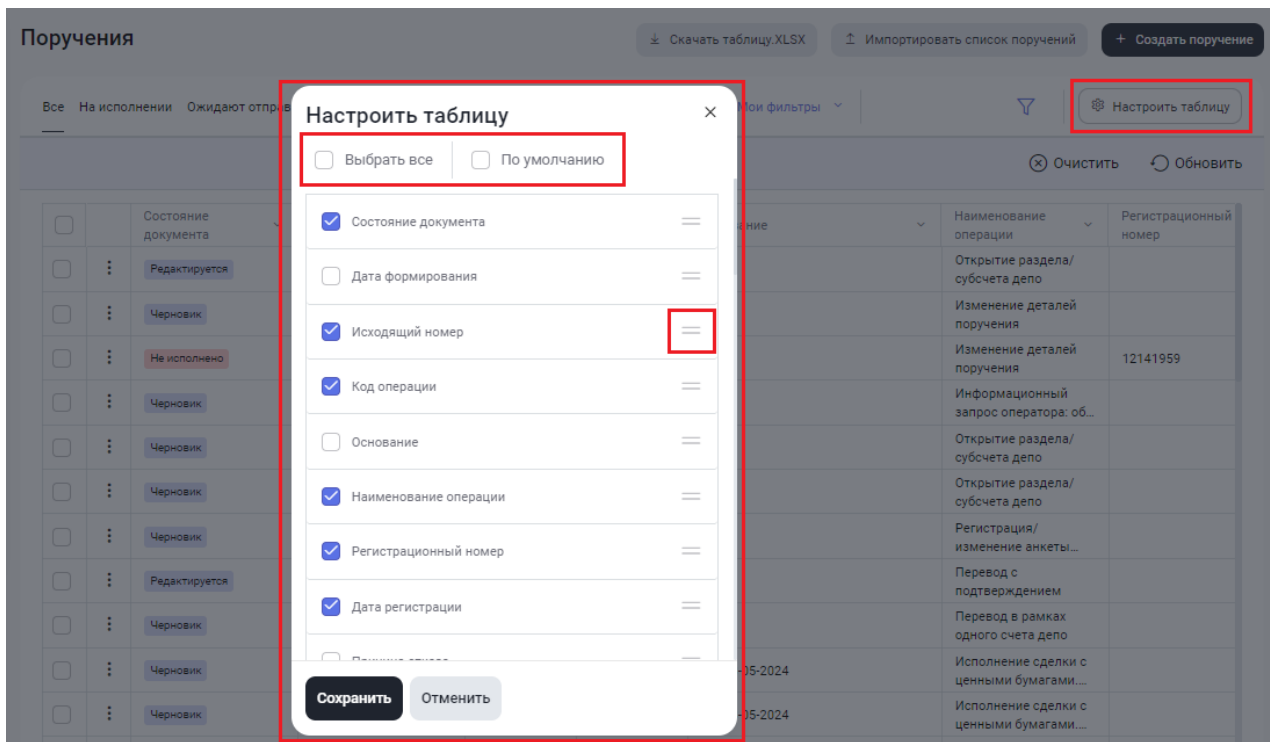 Поручения
Скачать таблицу.XLSX
Импортировать список поручений
+ Создать поручение
Все На исполнении Ожидают
Мои фильтры
Настроить таблицу
Очистить
Обновить
Настроить таблицу
Выбрать все
По умолчанию
Состояние документа
Дата формирования
Исходящий номер
Код операции
Основание
Наименование операции
Регистрационный номер
Дата регистрации
Сохранить
Отменить
Состояние
документа
Наименование
операции
Регистрационный
номер
Редактируется
Открытие раздела/
субсчета депо
Черновик
Изменение деталей
поручения
Не исполнено
Изменение деталей
поручения
12141959
Черновик
Информационный
запрос оператора: об...
Черновик
Открытие раздела/
субсчета депо
Черновик
Открытие раздела/
субсчета депо
Черновик
Регистрация/
изменение анкеты...
Редактируется
Перевод с
подтверждением
Черновик
Перевод в рамках
одного счета депо
Черновик
-05-2024
Исполнение сделки с
ценными бумагами....
Черновик
-05-2024
Исполнение сделки с
ценными бумагами....